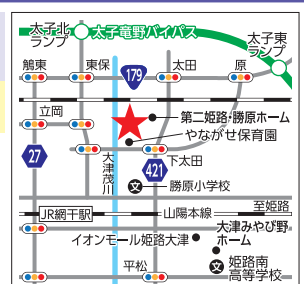 太子北
ランプ
太子竜野バイパス
太子東
ランプ
鵤東
東保
179
太田
原
立岡
第二姫路・勝原ホーム
やながせ保育園
27
大津茂川
421
下太田
文
勝原小学校
至姫路
JR網干駅
山陽本線
大津みやび野
ホーム
イオンモール姫路大津
平松
文
姫路南
高等学校